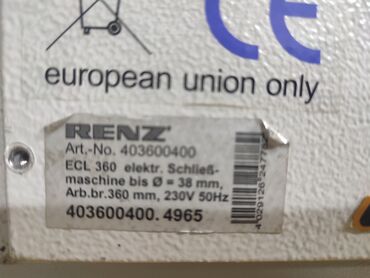 CE
european union only
RENZ
Art.-No. 403600400
ECL 360 elektr. Schließ-
maschine bis Ø = 38 mm,
Arb.br.360 mm, 230V 50Hz
403600400. 4965